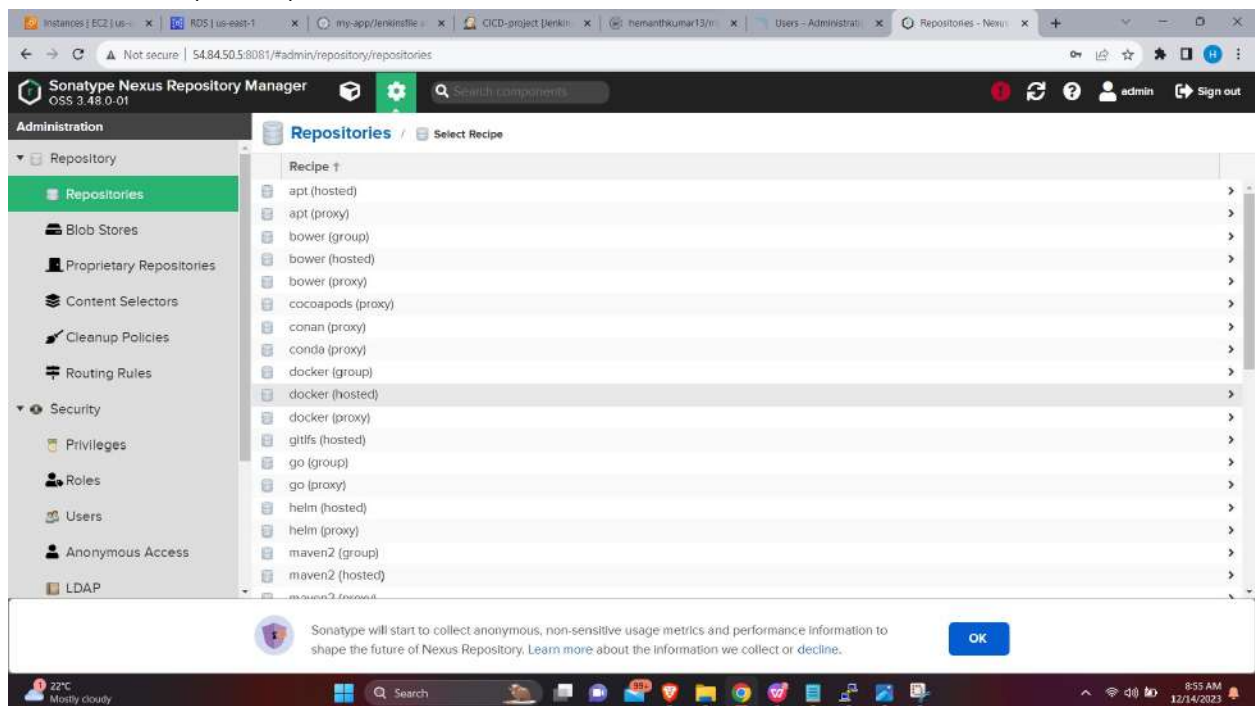 Instances | EC2 | us-
RDS | us-east-1
my-app/Jenkinsfile
CICD-project [Jenkin
hemanthkumar13/m
Users - Administrati
Repositories - Nexus
Not secure | 54.84.50.5:8081/#admin/repository/repositories
H
Sonatype Nexus Repository Manager
OSS 3.48.0-01
Search components
admin
Sign out
Administration
Repositories / Select Recipe
Repository
Recipe ↑
Repositories
Blob Stores
Proprietary Repositories
Content Selectors
Cleanup Policies
Routing Rules
Security
Privileges
Roles
Users
Anonymous Access
LDAP
apt (hosted)
apt (proxy)
bower (group)
bower (hosted)
bower (proxy)
cocoapods (proxy)
conan (proxy)
conda (proxy)
docker (group)
docker (hosted)
docker (proxy)
gitlfs (hosted)
go (group)
go (proxy)
helm (hosted)
helm (proxy)
maven2 (group)
maven2 (hosted)
maven2 (proxy)
Sonatype will start to collect anonymous, non-sensitive usage metrics and performance information to
shape the future of Nexus Repository. Learn more about the information we collect or decline.
OK
1
22°C
Mostly cloudy
Search
99+
8:55 AM
12/14/2023